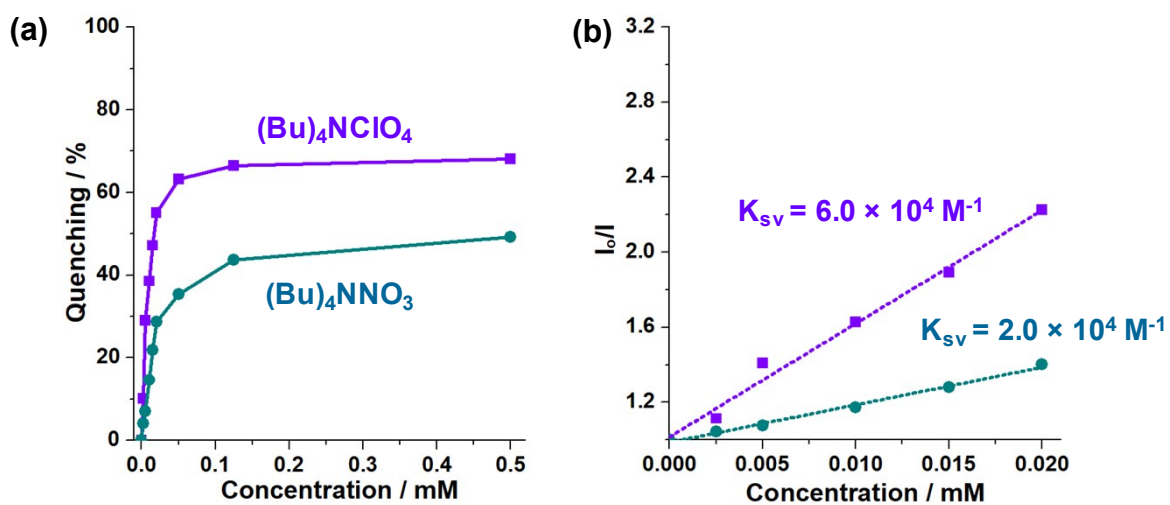 (a)
100
80
60
40
20
0
Quenching / %
(Bu)₄NClO₄
(Bu)₄NNO₃
0.0 0.1 0.2 0.3 0.4 0.5
Concentration / mM
(b)
3.2
2.8
2.4
2.0
1.6
1.2
I₀/I
Kₛᵥ = 6.0 × 10⁴ M⁻¹
Kₛᵥ = 2.0 × 10⁴ M⁻¹
0.000 0.005 0.010 0.015 0.020
Concentration / mM